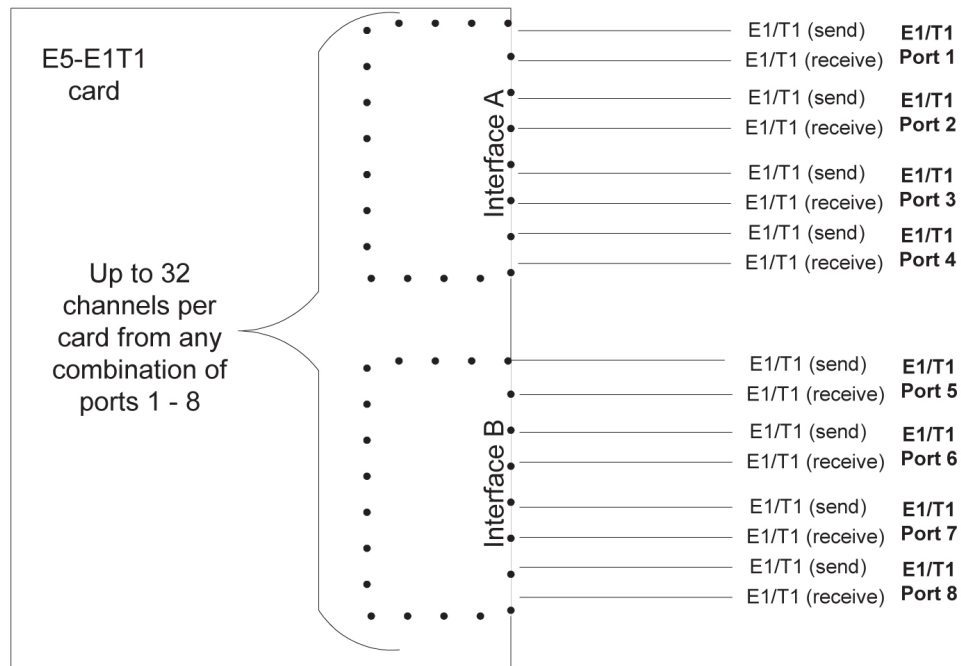 E5-E1T1
card
Up to 32
channels per
card from any
combination of
ports 1 - 8
Interface A
E1/T1 (send)
E1/T1 (receive)
E1/T1
Port 1
E1/T1 (send)
E1/T1 (receive)
E1/T1
Port 2
E1/T1 (send)
E1/T1 (receive)
E1/T1
Port 3
E1/T1 (send)
E1/T1 (receive)
E1/T1
Port 4
Interface B
E1/T1 (send)
E1/T1 (receive)
E1/T1
Port 5
E1/T1 (send)
E1/T1 (receive)
E1/T1
Port 6
E1/T1 (send)
E1/T1 (receive)
E1/T1
Port 7
E1/T1 (send)
E1/T1 (receive)
E1/T1
Port 8